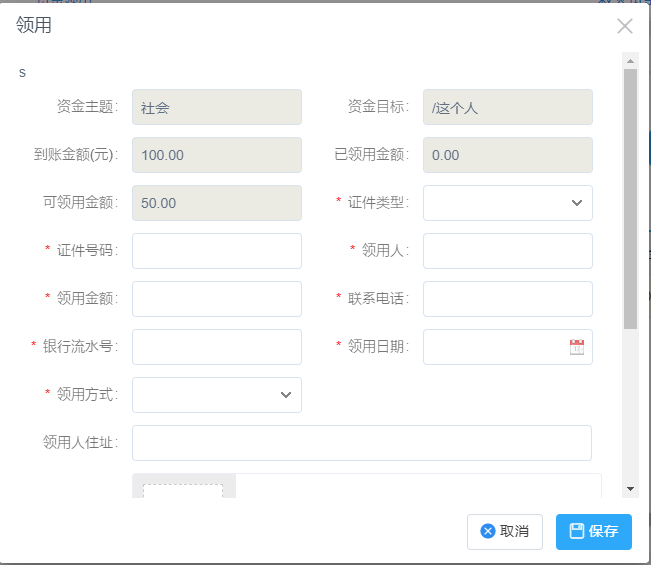 领用
s
资金主题: 社会 资金目标: /这个人
到账金额(元): 100.00 已领用金额: 0.00
可领用金额: 50.00 * 证件类型:
* 证件号码: * 领用人:
* 领用金额: * 联系电话:
* 银行流水号: * 领用日期:
* 领用方式:
领用人住址:
取消 保存